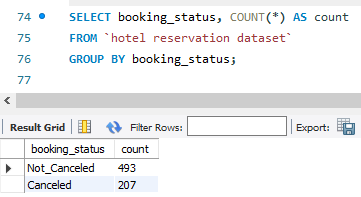 74 SELECT booking_status, COUNT(*) AS count
75 FROM `hotel reservation dataset`
76 GROUP BY booking_status;
77
Result Grid Filter Rows: Export:
booking_status count
Not_Canceled 493
Canceled 207